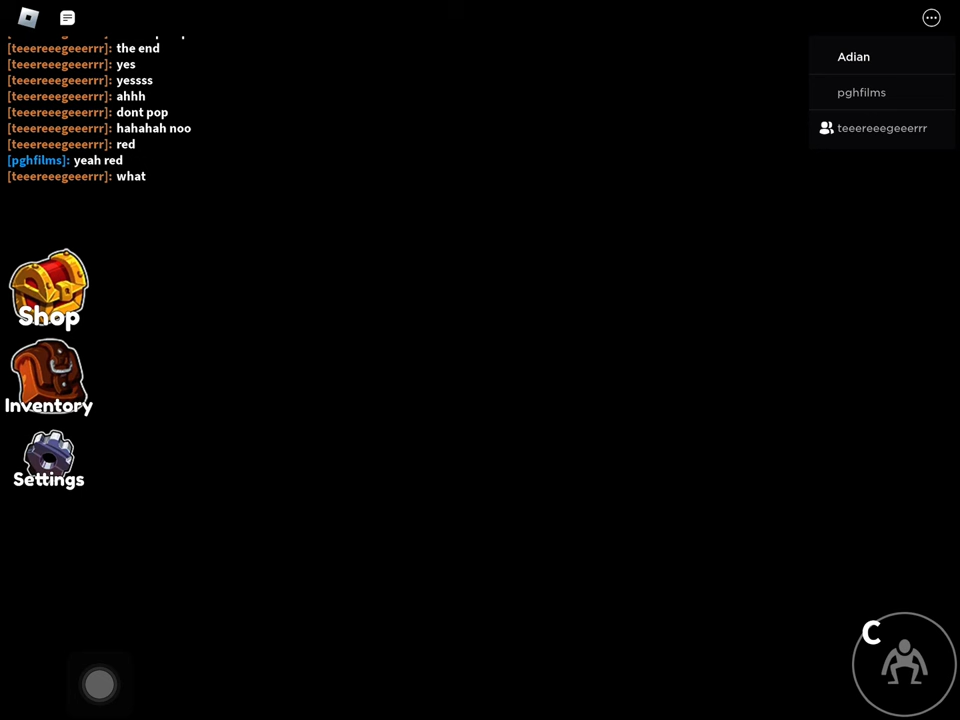 [teeereeegeeerrr]: the end
[teeereeegeeerrr]: yes
[teeereeegeeerrr]: yessss
[teeereeegeeerrr]: ahhh
[teeereeegeeerrr]: dont pop
[teeereeegeeerrr]: hahahah noo
[teeereeegeeerrr]: red
[pghfilms]: yeah red
[teeereeegeeerrr]: what
Adian
pghfilms
teeereeegeeerrr
Shop
Inventory
Settings
C